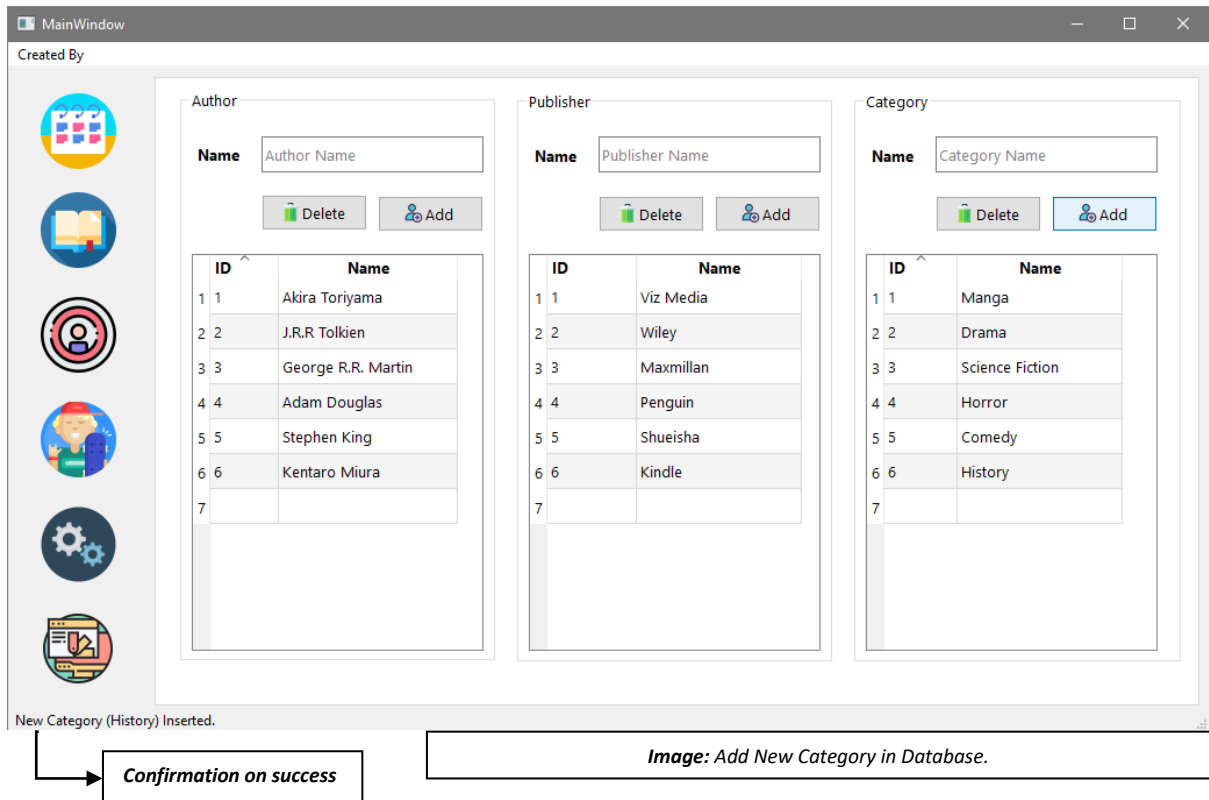 MainWindow
Created By
Author
Name Author Name
Delete Add
ID Name
1 1 Akira Toriyama
2 2 J.R.R Tolkien
3 3 George R.R. Martin
4 4 Adam Douglas
5 5 Stephen King
6 6 Kentaro Miura
7
Publisher
Name Publisher Name
Delete Add
ID Name
1 1 Viz Media
2 2 Wiley
3 3 Maxmillan
4 4 Penguin
5 5 Shueisha
6 6 Kindle
7
Category
Name Category Name
Delete Add
ID Name
1 1 Manga
2 2 Drama
3 3 Science Fiction
4 4 Horror
5 5 Comedy
6 6 History
7
New Category (History) Inserted.
Confirmation on success
Image: Add New Category in Database.